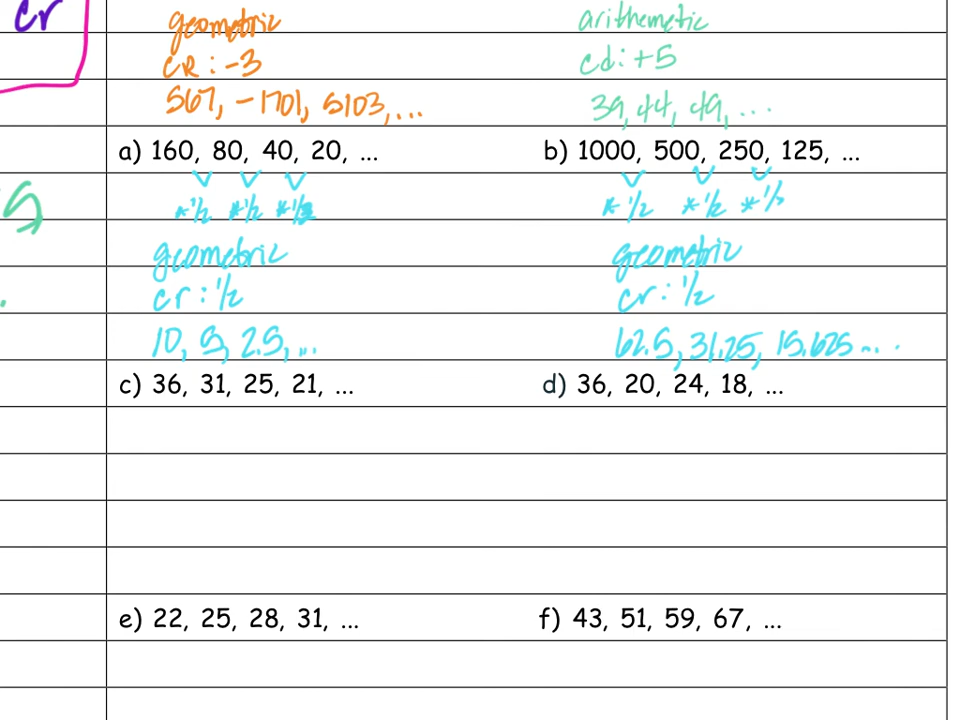 cr
geometric
arithemetic
CR: -3
cd: +5
567, -1701, 5103,...
39, 44, 49, ...
a) 160, 80, 40, 20, ...
b) 1000, 500, 250, 125, ...
*1/2 *1/2 *1/2
*1/2 *1/2 *1/2
geometric
geometric
cr: 1/2
cr: 1/2
10, 5, 2.5, ...
62.5, 31.25, 15.625 ...
c) 36, 31, 25, 21, ...
d) 36, 20, 24, 18, ...
e) 22, 25, 28, 31, ...
f) 43, 51, 59, 67, ...